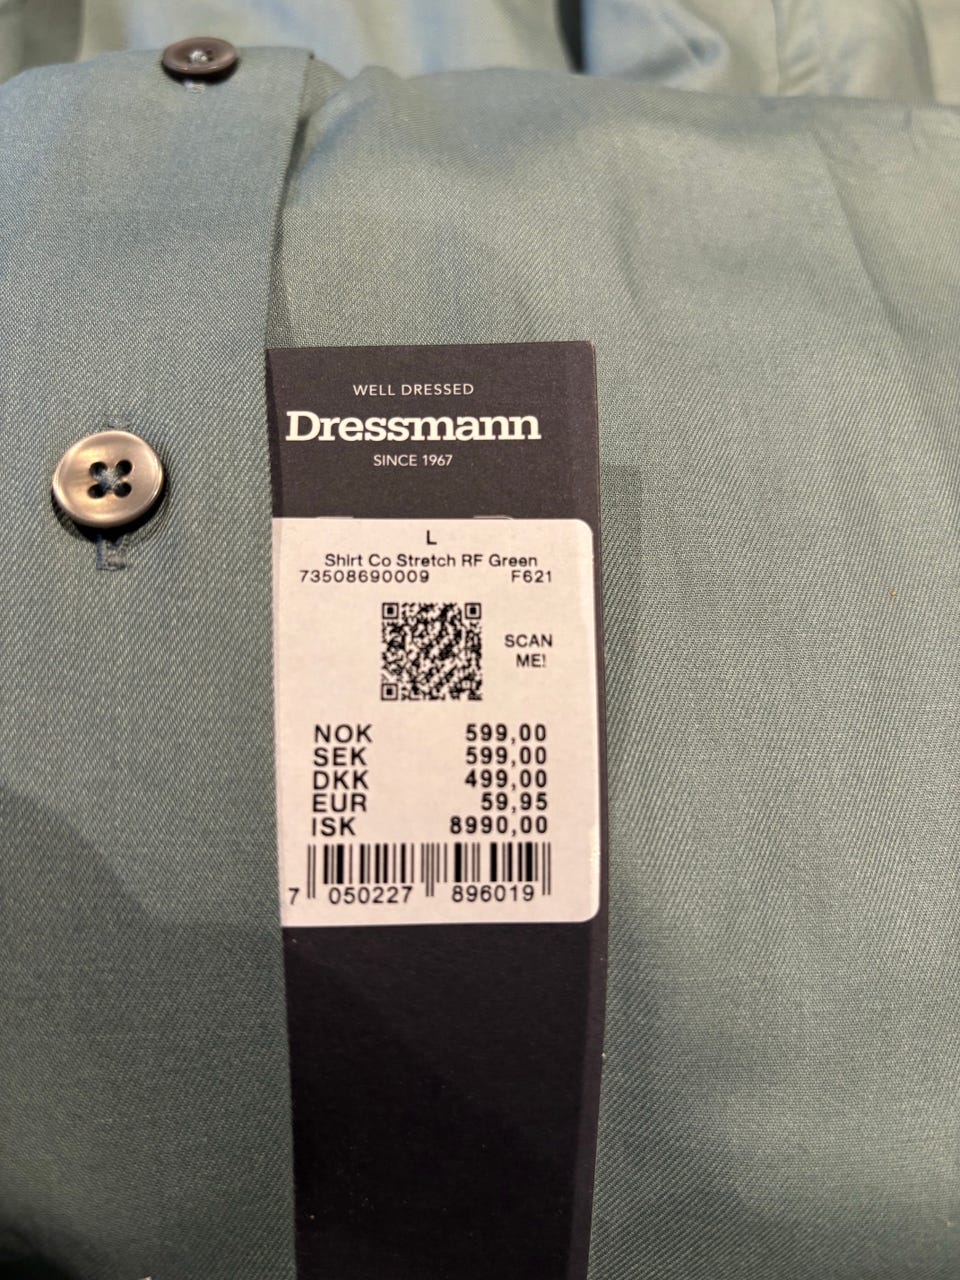 WELL DRESSED
Dressmann
SINCE 1967
L
Shirt Co Stretch RF Green
73508690009 F621
SCAN
ME!
NOK 599,00
SEK 599,00
DKK 499,00
EUR 59,95
ISK 8990,00
7 050227 896019